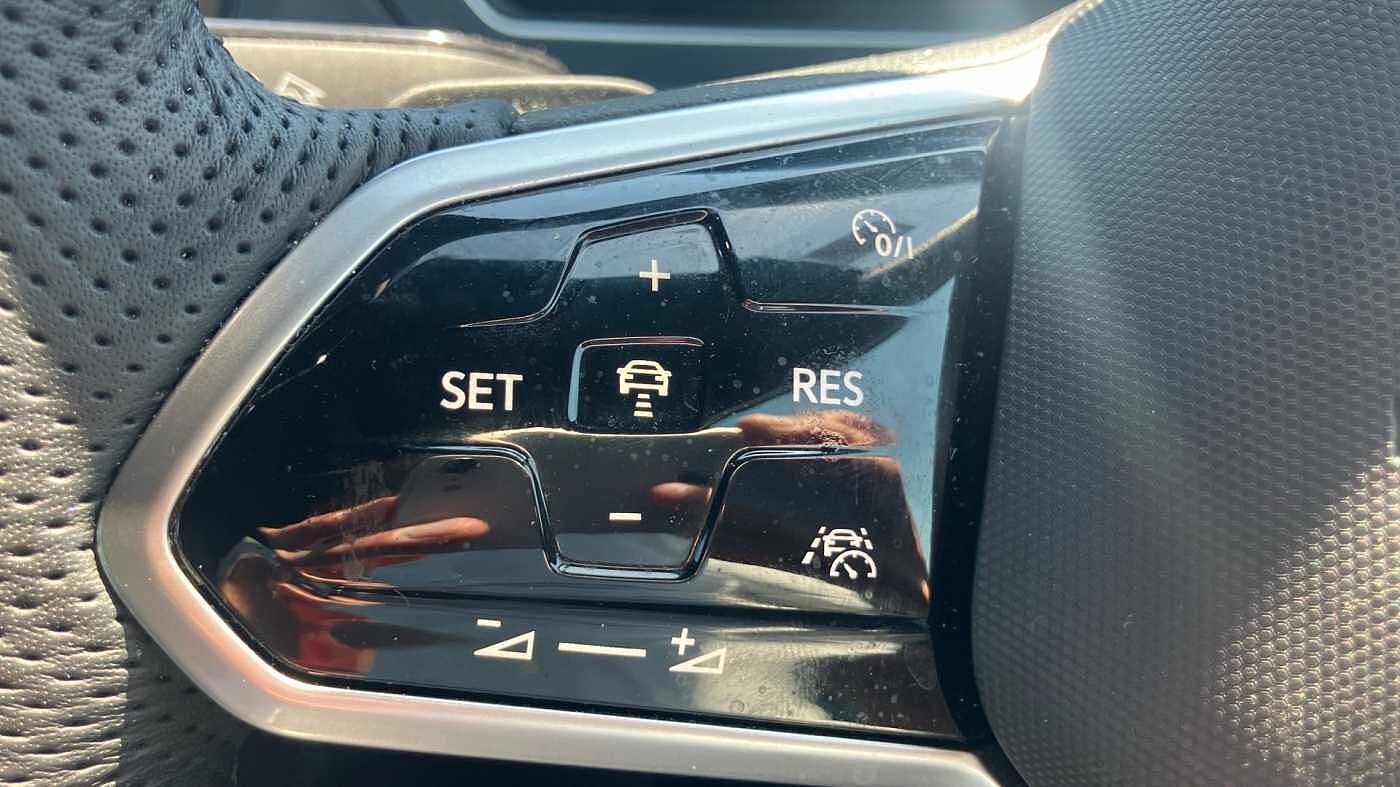 +
0/I
SET RES
-
- +